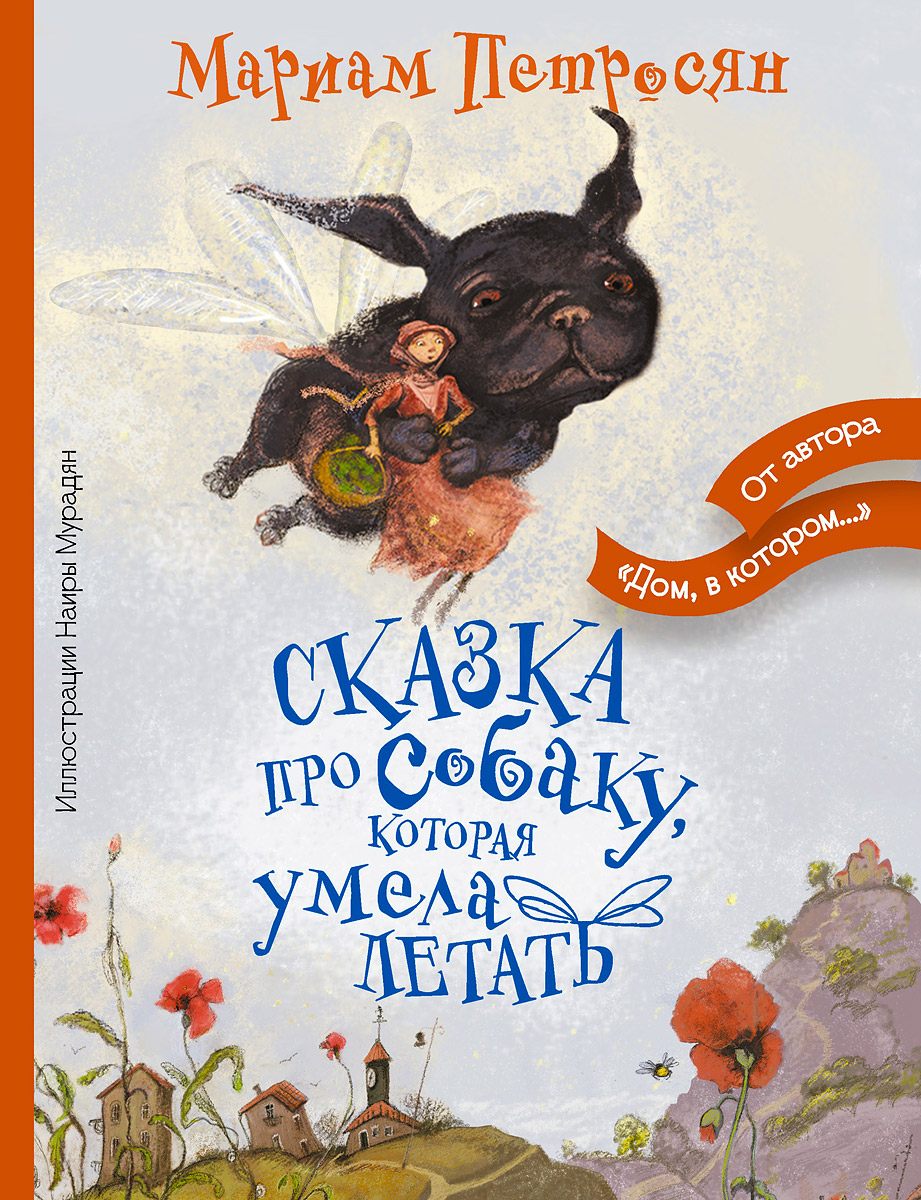 Мариам Петросян
От автора
«Дом, в котором...»
Иллюстрации Наиры Мурадян
Сказка
про собаку,
которая
умела
летать